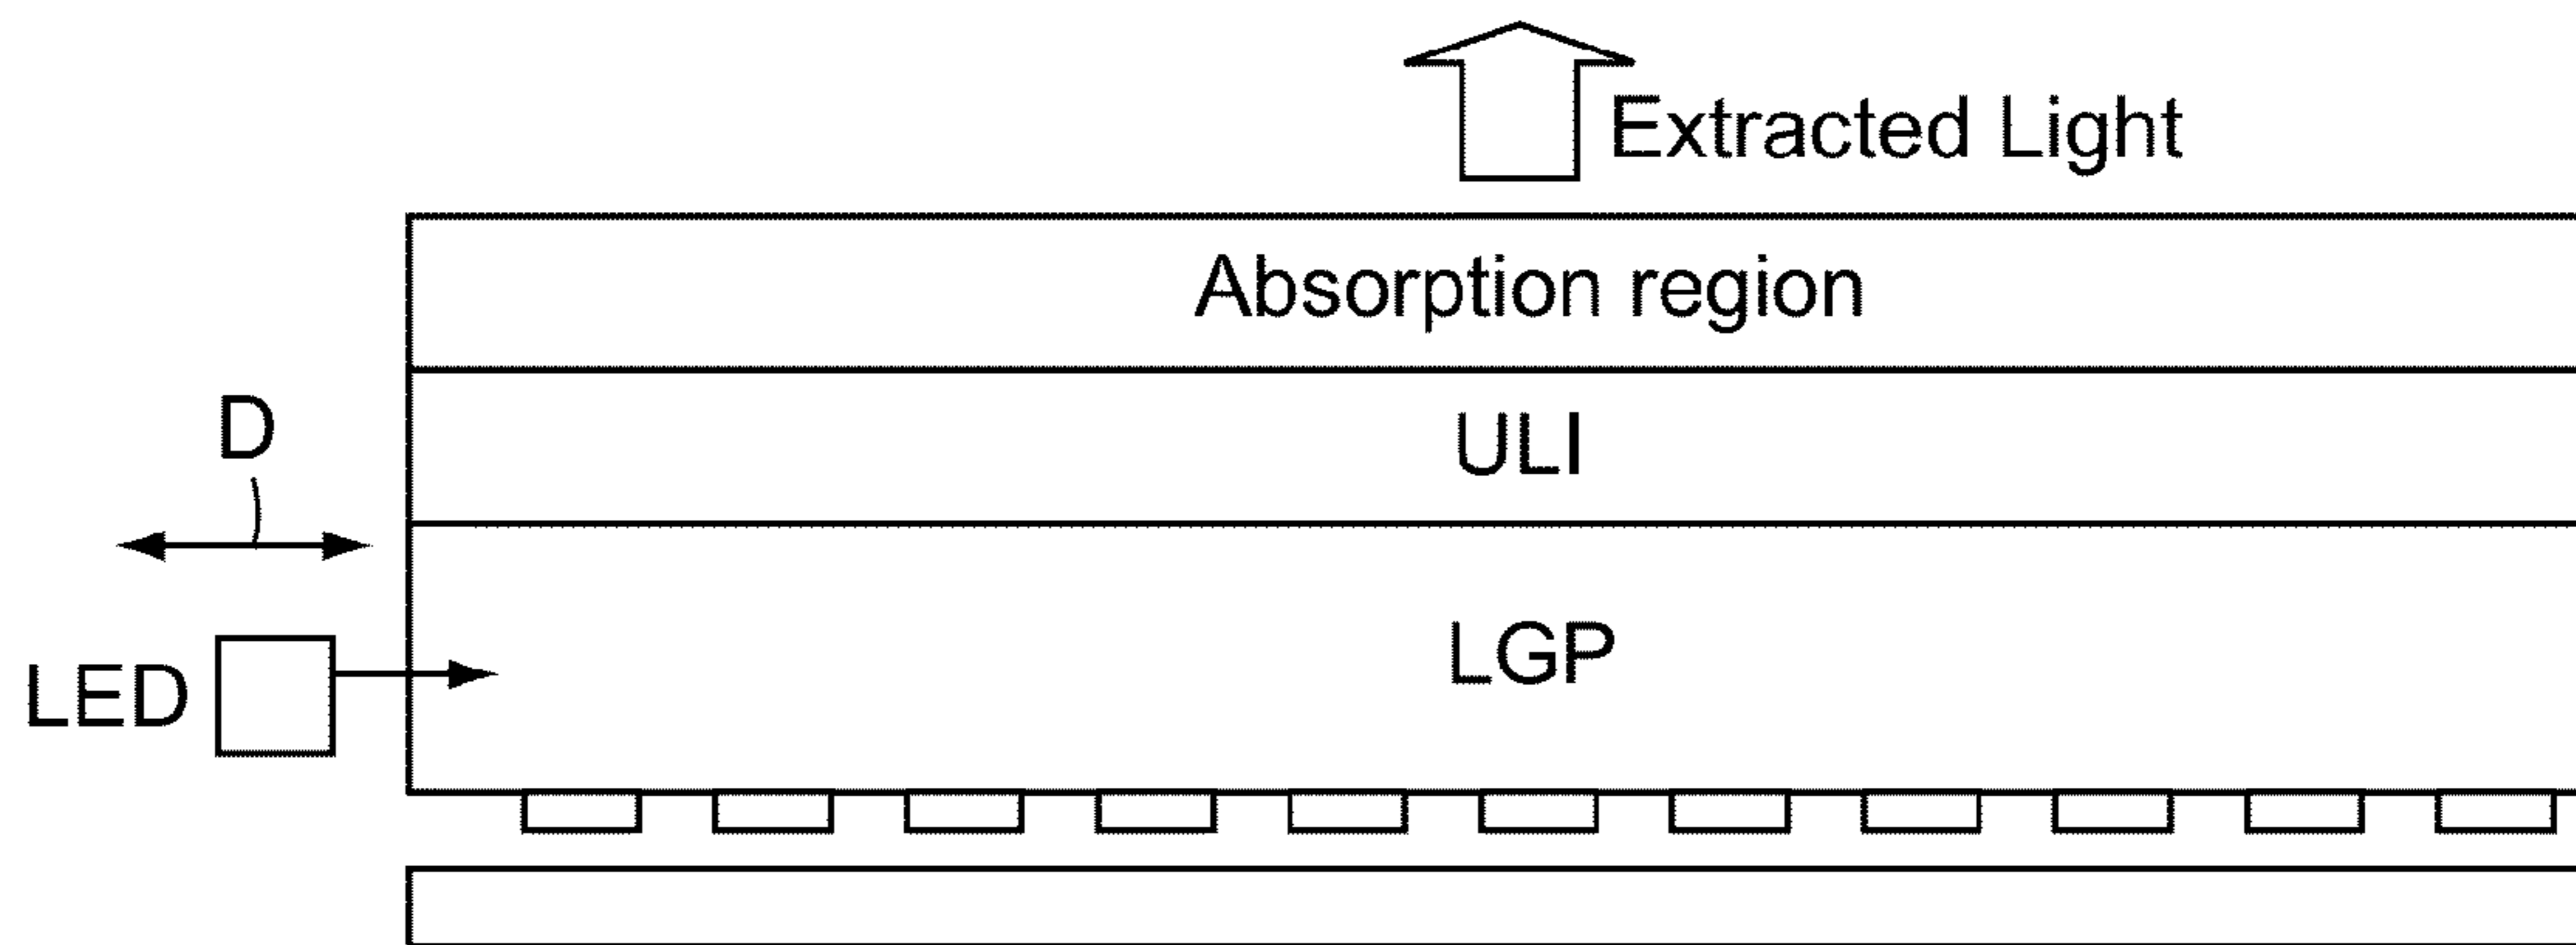 Extracted Light
Absorption region
D
ULI
LED
LGP